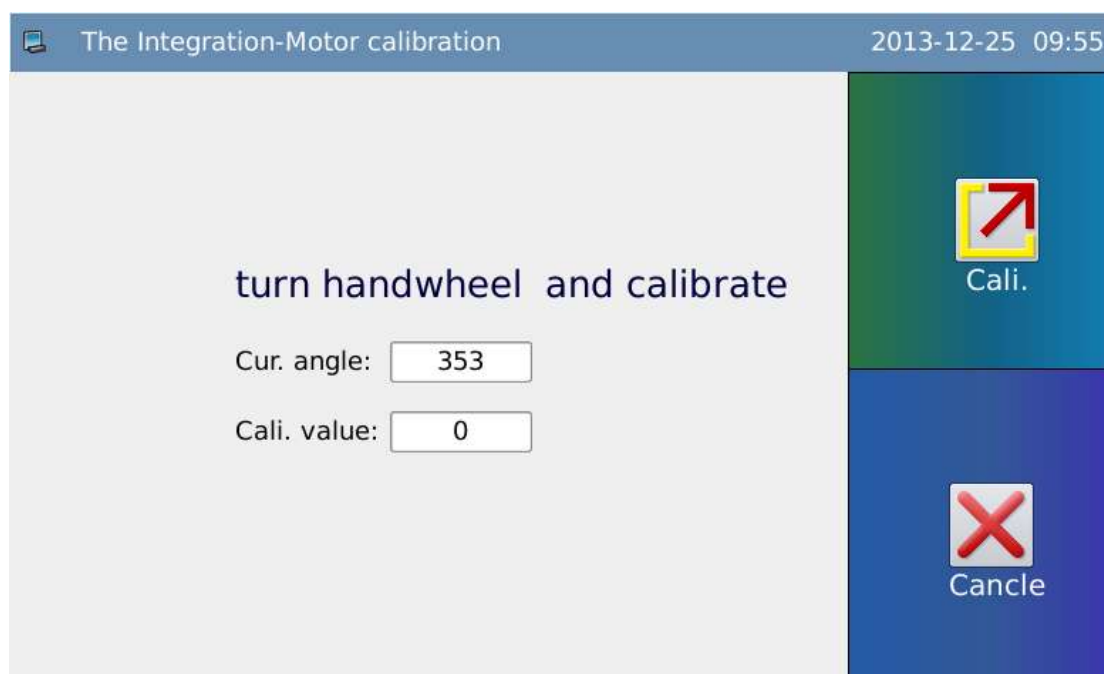 The Integration-Motor calibration 2013-12-25 09:55
turn handwheel and calibrate
Cur. angle: 353
Cali. value: 0
Cali.
Cancle